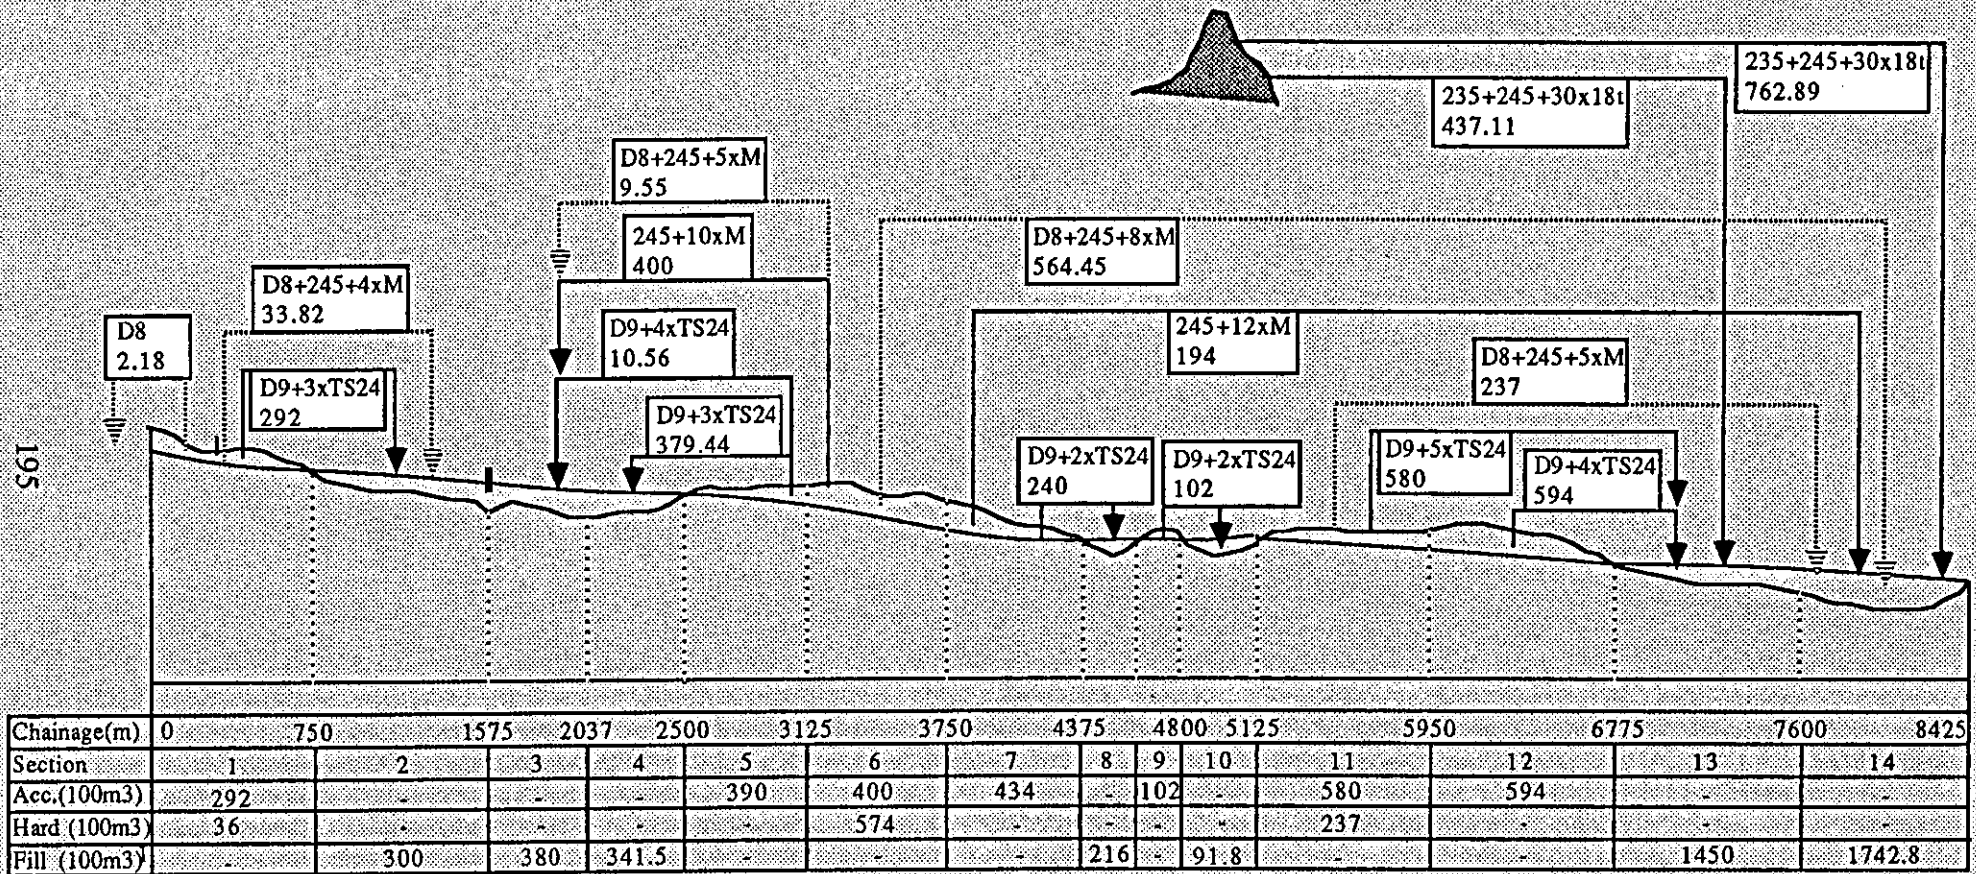 235+245+30x18t
762.89
235+245+30x18t
437.11
D8+245+5xM
9.55
245+10xM
400
D8+245+8xM
564.45
D8+245+4xM
33.82
D8
2.18
D9+4xTS24
10.56
245+12xM
194
D8+245+5xM
237
D9+3xTS24
292
D9+3xTS24
379.44
D9+2xTS24
240
D9+2xTS24
102
D9+5xTS24
580
D9+4xTS24
594
195
Chainage(m) 0 750 1575 2037 2500 3125 3750 4375 4800 5125 5950 6775 7600 8425
Section 1 2 3 4 5 6 7 8 9 10 11 12 13 14
Acc.(100m3) 292 - - - 390 400 434 - 102 - 580 594 - -
Hard (100m3) 36 - - - - 574 - - - - 237 - - -
Fill (100m3) - 300 380 341.5 - - - 216 - 91.8 - - 1450 1742.8